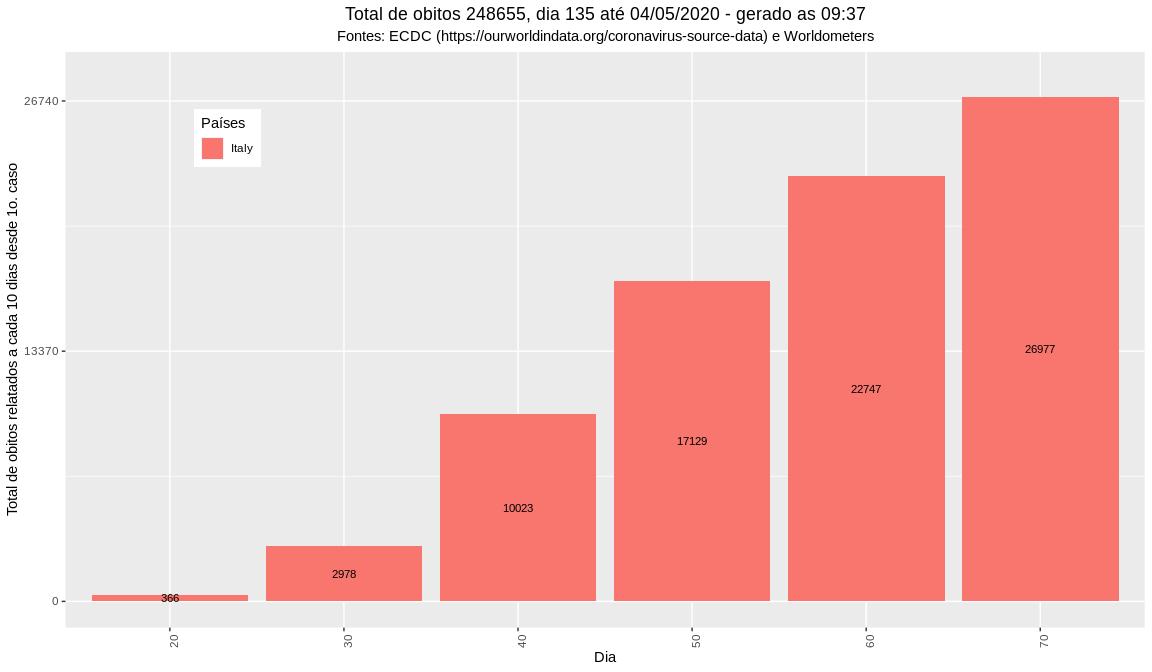 Total de obitos 248655, dia 135 até 04/05/2020 - gerado as 09:37
Fontes: ECDC (https://ourworldindata.org/coronavirus-source-data) e Worldometers
Total de obitos relatados a cada 10 dias desde 1o. caso
26740
13370
0
Países
Italy
366
2978
10023
17129
22747
26977
20
30
40
50
60
70
Dia